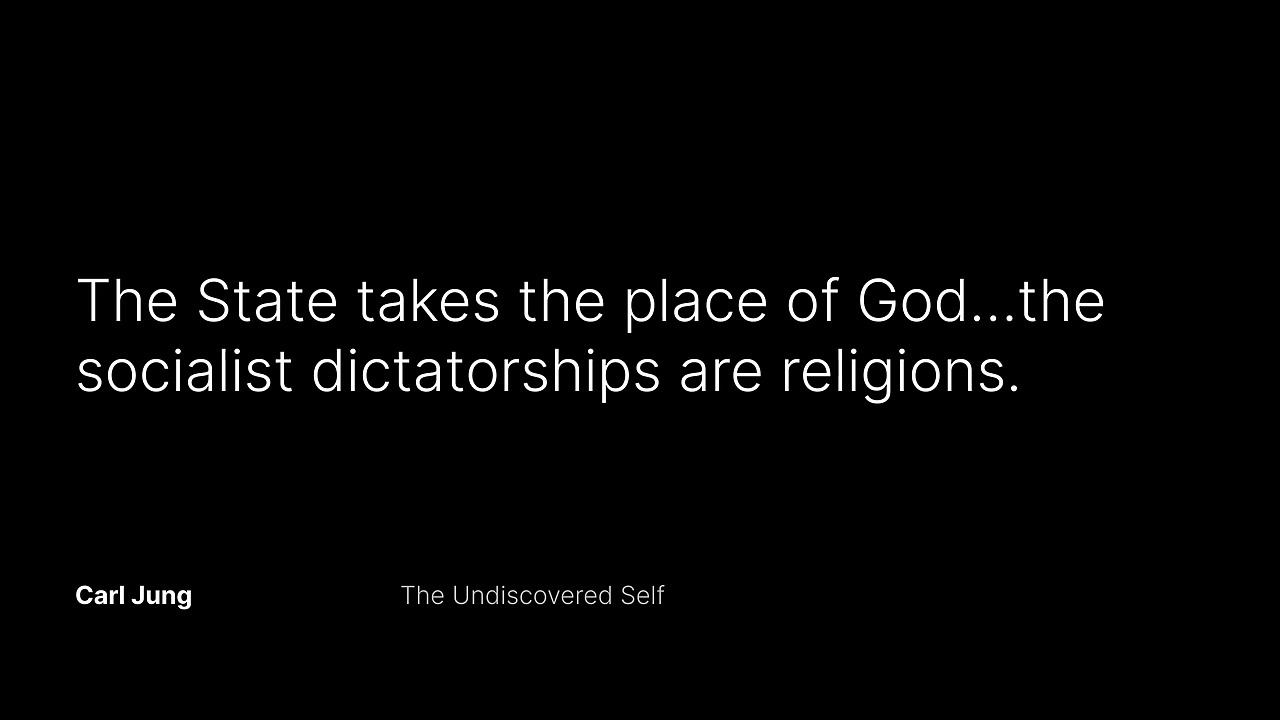 The State takes the place of God...the
socialist dictatorships are religions.
Carl Jung
The Undiscovered Self